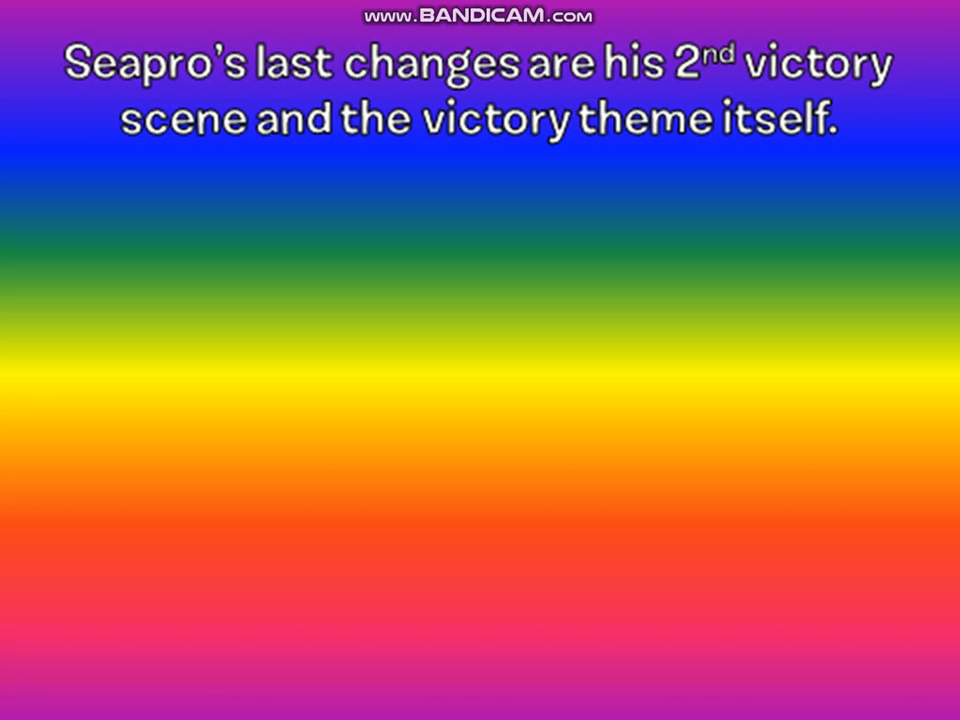 www.BANDICAM.com
Seapro's last changes are his 2nd victory
scene and the victory theme itself.